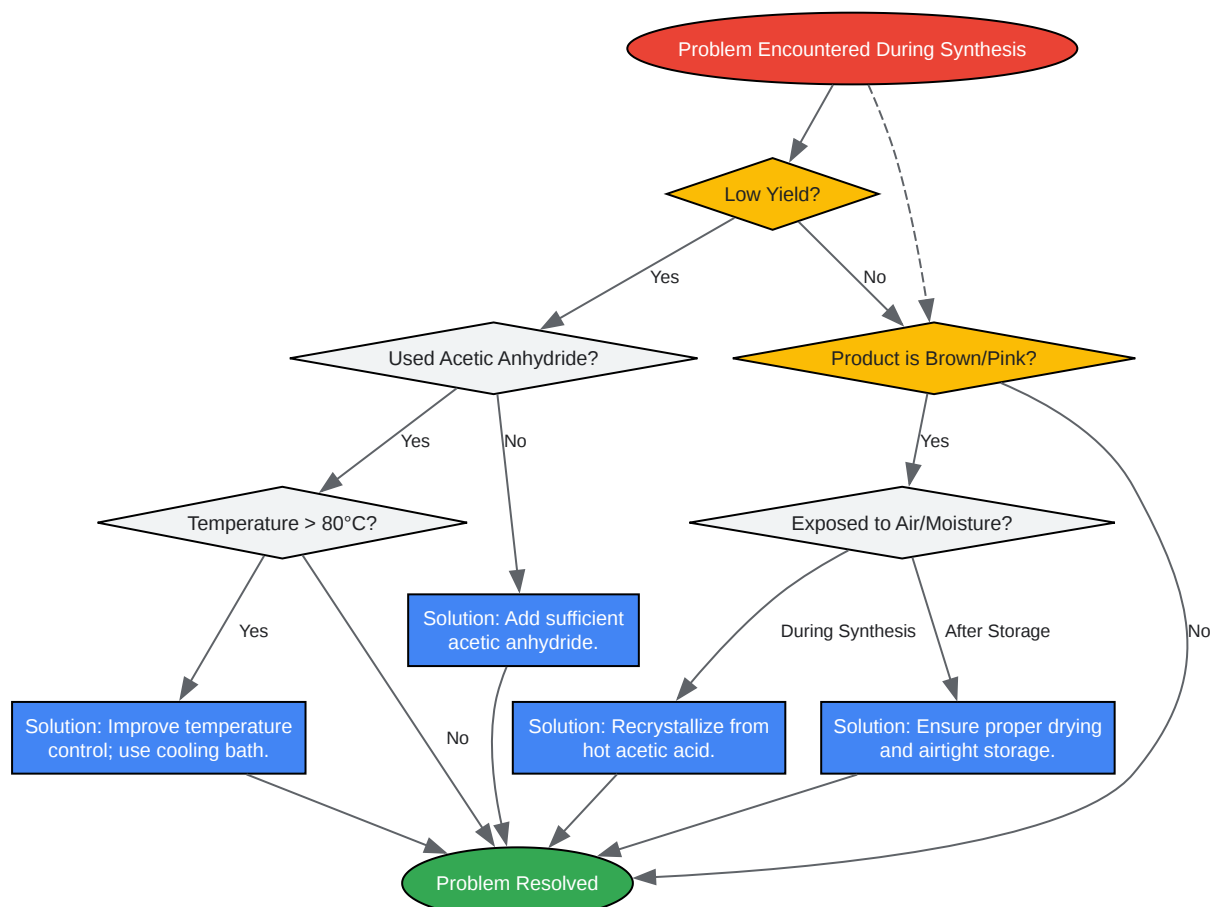 Problem Encountered During Synthesis
Low Yield?
Yes
No
Used Acetic Anhydride?
Product is Brown/Pink?
Yes
No
Yes
Temperature > 80°C?
Exposed to Air/Moisture?
Solution: Add sufficient
acetic anhydride.
Yes
During Synthesis
After Storage
No
Solution: Improve temperature
control; use cooling bath.
No
Solution: Recrystallize from
hot acetic acid.
Solution: Ensure proper drying
and airtight storage.
Problem Resolved